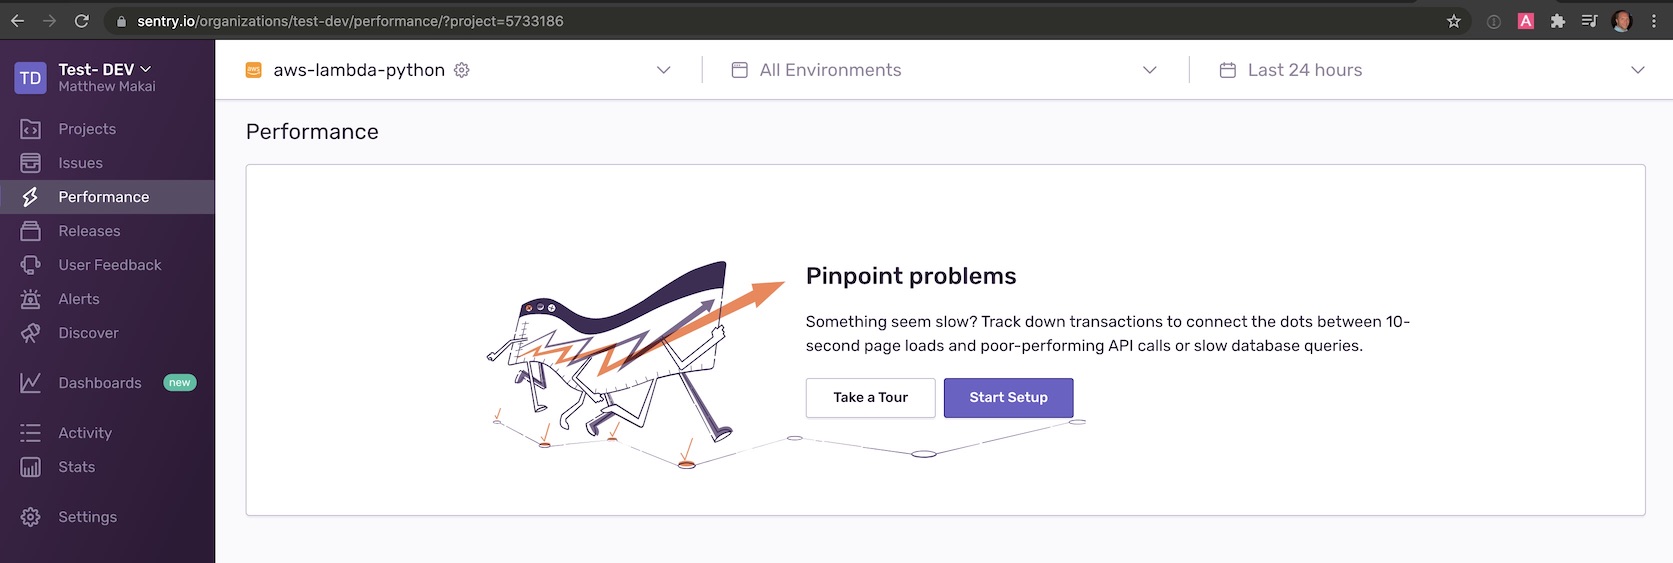 sentry.io/organizations/test-dev/performance/?project=5733186
A
TD
Test- DEV
Matthew Makai
Projects
Issues
Performance
Releases
User Feedback
Alerts
Discover
Dashboards new
Activity
Stats
Settings
aws
aws-lambda-python
All Environments
Last 24 hours
Performance
Pinpoint problems
Something seem slow? Track down transactions to connect the dots between 10-
second page loads and poor-performing API calls or slow database queries.
Take a Tour
Start Setup